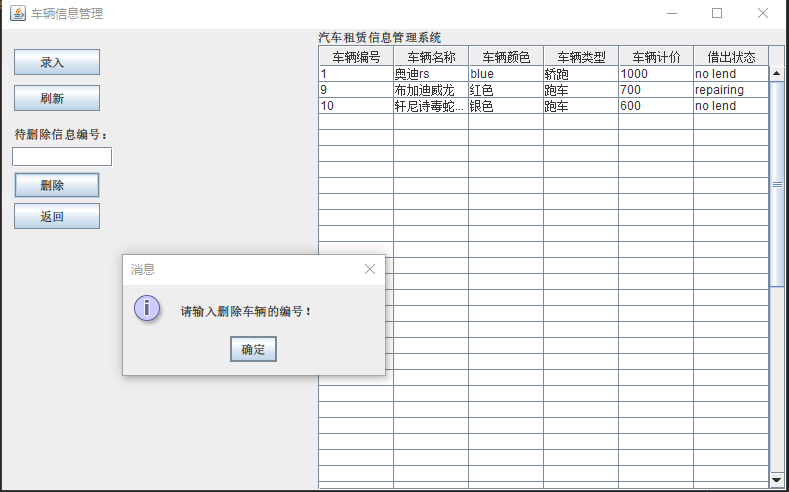 车辆信息管理
录入
刷新
待删除信息编号：
删除
返回
汽车租赁信息管理系统
车辆编号 车辆名称 车辆颜色 车辆类型 车辆计价 借出状态
1 奥迪rs blue 轿跑 1000 no lend
9 布加迪威龙 红色 跑车 700 repairing
10 轩尼诗毒蛇... 银色 跑车 600 no lend
消息
请输入删除车辆的编号！
确定